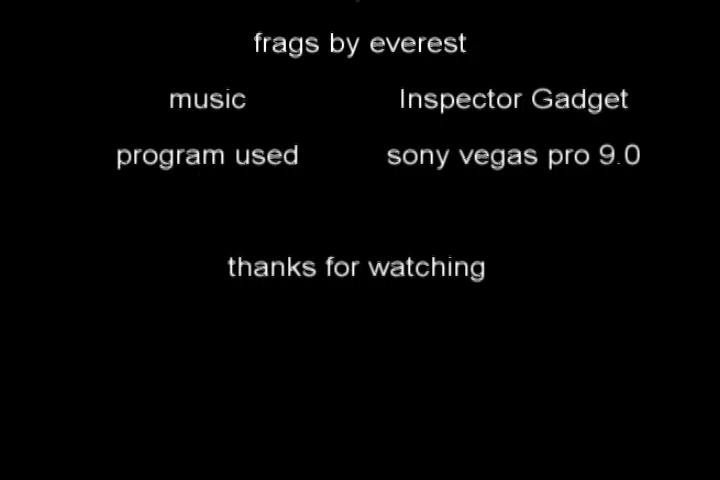 frags by everest
music Inspector Gadget
program used sony vegas pro 9.0
thanks for watching